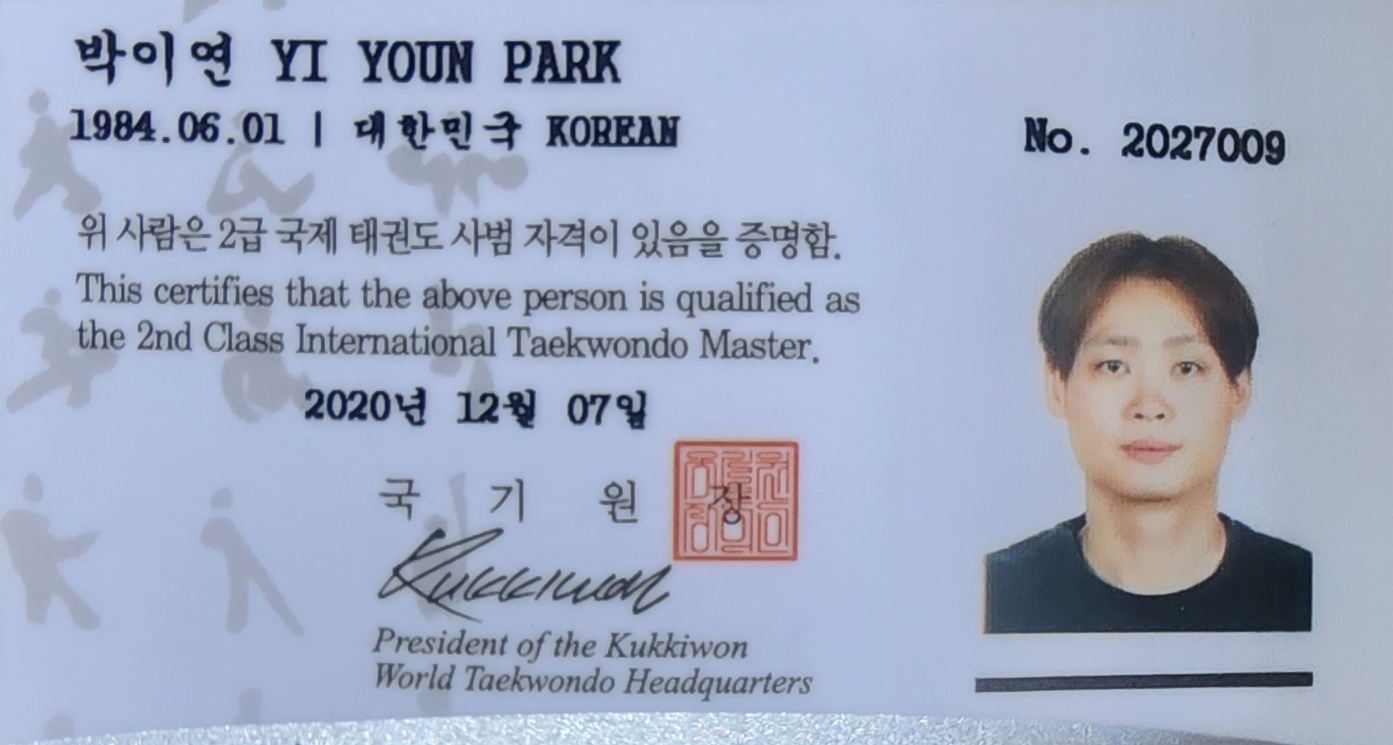 박이연 YI YOUN PARK
1984.06.01 | 대한민국 KOREAN
No. 2027009
위 사람은 2급 국제 태권도 사범 자격이 있음을 증명함.
This certifies that the above person is qualified as
the 2nd Class International Taekwondo Master.
2020년 12월 07일
국 기 원 장
Kukkiwon
President of the Kukkiwon
World Taekwondo Headquarters